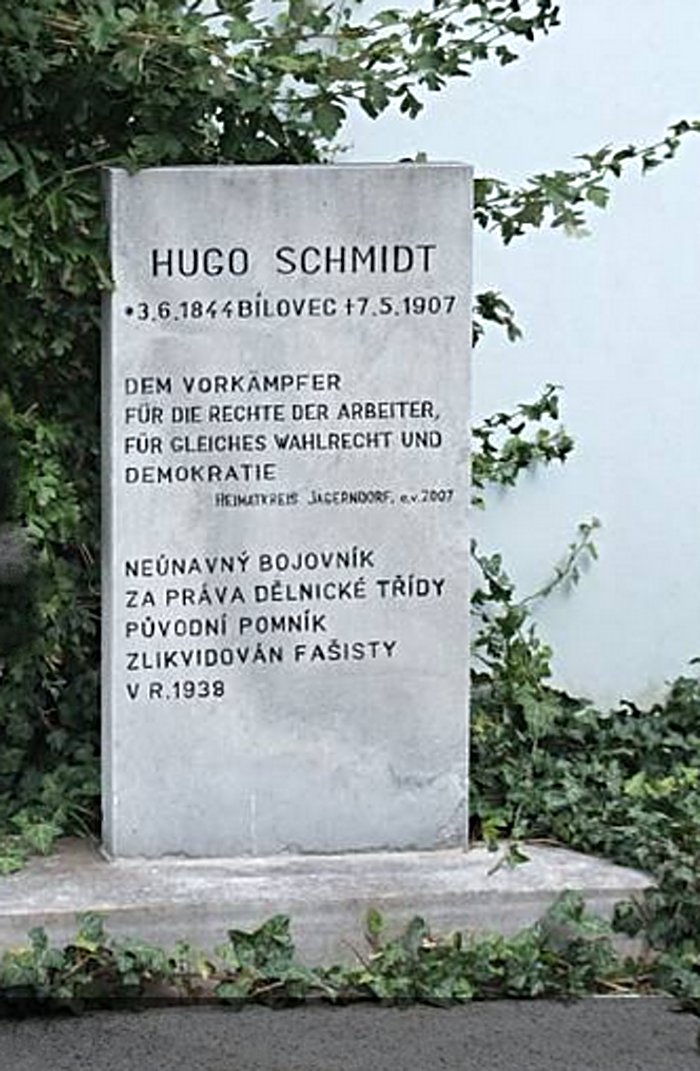 HUGO SCHMIDT
*3.6.1844 BÍLOVEC †7.5.1907
DEM VORKÄMPFER
FÜR DIE RECHTE DER ARBEITER,
FÜR GLEICHES WAHLRECHT UND
DEMOKRATIE
HEIMATKREIS JÄGERNDORF, e.v.2007
NEÚNAVNÝ BOJOVNÍK
ZA PRÁVA DĚLNICKÉ TŘÍDY
PŮVODNÍ POMNÍK
ZLIKVIDOVÁN FAŠISTY
V R.1938